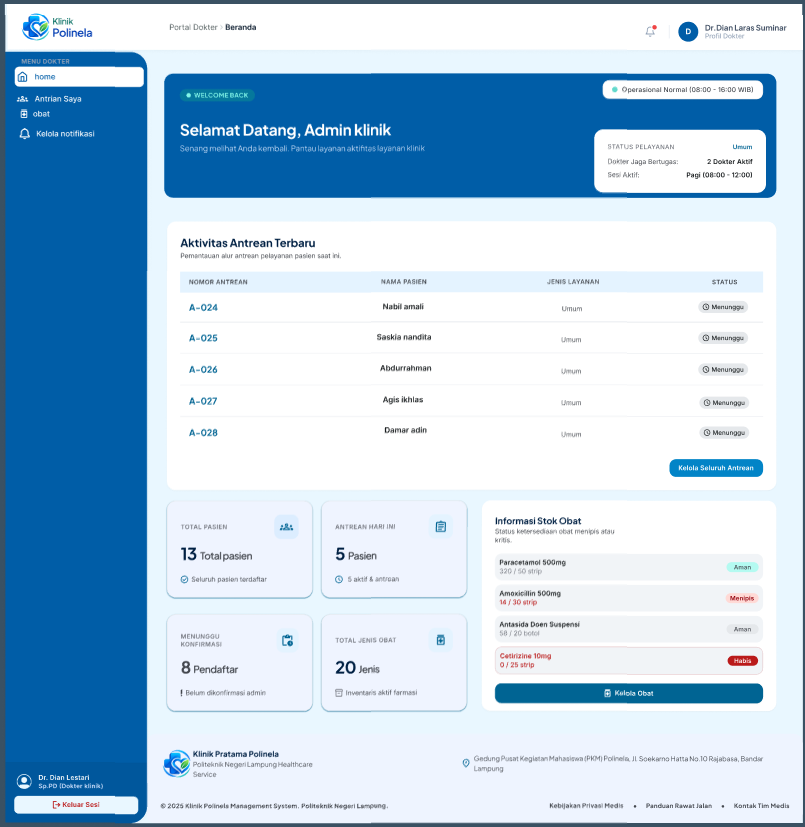 Klinik
Polinela
Portal Dokter › Beranda
D
Dr.Dian Laras Suminar
Profil Dokter
MENU DOKTER
home
Antrian Saya
obat
Kelola notifikasi
WELCOME BACK
Operasional Normal (08:00 - 16:00 WIB)
Selamat Datang, Admin klinik
Senang melihat Anda kembali. Pantau layanan aktifitas layanan klinik
STATUS PELAYANAN Umum
Dokter Jaga Bertugas: 2 Dokter Aktif
Sesi Aktif: Pagi (08:00 - 12:00)
Aktivitas Antrean Terbaru
Pemantauan alur antrean pelayanan pasien saat ini.
NOMOR ANTREAN NAMA PASIEN JENIS LAYANAN STATUS
A-024 Nabil amali Umum Menunggu
A-025 Saskia nandita Umum Menunggu
A-026 Abdurrahman Umum Menunggu
A-027 Agis ikhlas Umum Menunggu
A-028 Damar adin Umum Menunggu
Kelola Seluruh Antrean
TOTAL PASIEN
13 Total pasien
Seluruh pasien terdaftar
ANTREAN HARI INI
5 Pasien
5 aktif & antrean
MENUNGGU
KONFIRMASI
8 Pendaftar
! Belum dikonfirmasi admin
TOTAL JENIS OBAT
20 Jenis
Inventaris aktif farmasi
Informasi Stok Obat
Status ketersediaan obat menipis atau
kritis.
Paracetamol 500mg
320 / 50 strip
Aman
Amoxicillin 500mg
14 / 30 strip
Menipis
Antasida Doen Suspensi
58 / 20 botol
Aman
Cetirizine 10mg
0 / 25 strip
Habis
Kelola Obat
Dr. Dian Lestari
Sp.PD (Dokter klinik)
Keluar Sesi
Klinik Pratama Polinela
Politeknik Negeri Lampung Healthcare
Service
Gedung Pusat Kegiatan Mahasiswa (PKM) Polinela, Jl. Soekarno Hatta No.10 Rajabasa, Bandar
Lampung
© 2025 Klinik Polinela Management System. Politeknik Negeri Lampung.
Kebijakan Privasi Medis • Panduan Rawat Jalan • Kontak Tim Medis